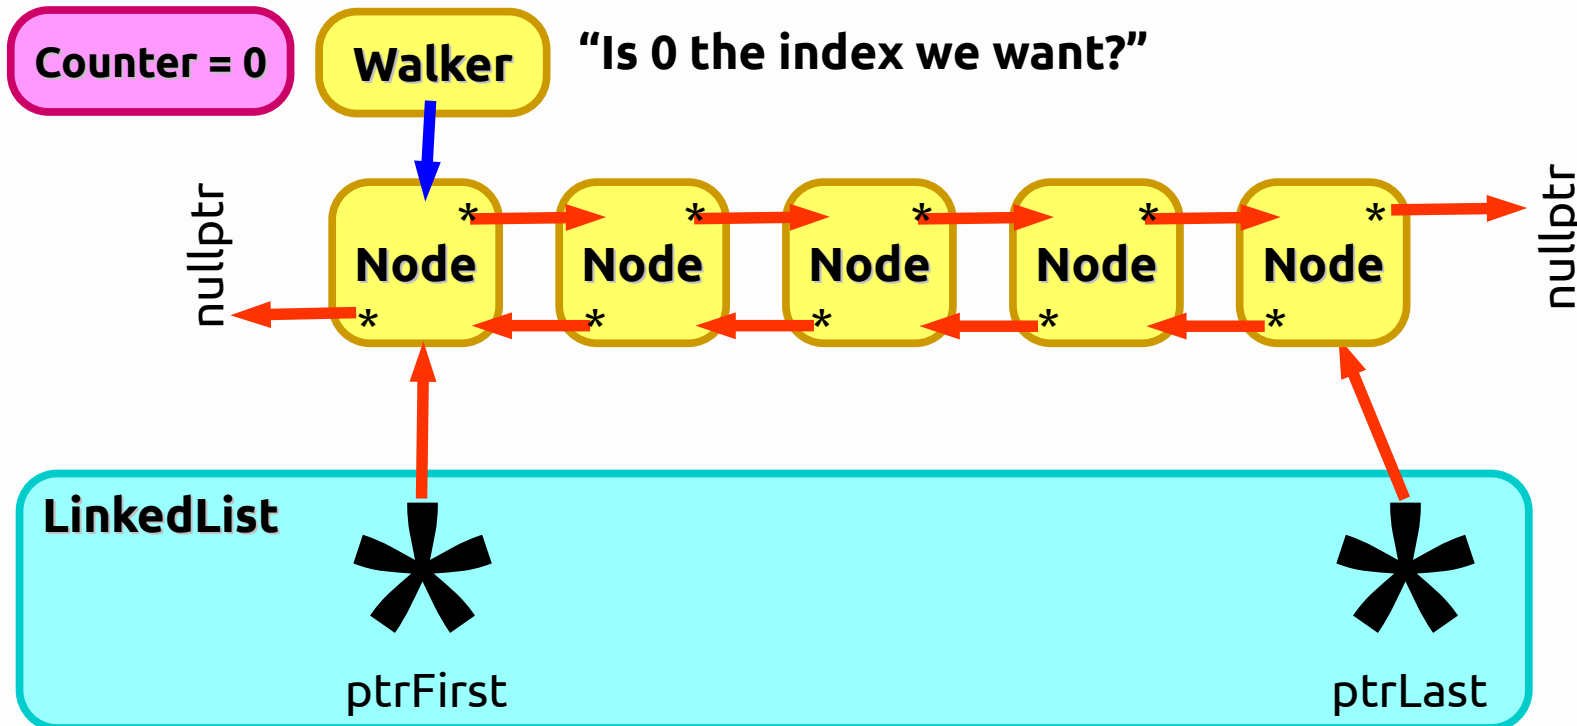 Counter = 0
Walker
“Is 0 the index we want?”
nullptr
* * * * *
nullptr
Node Node Node Node Node
* * * * *
LinkedList
* *
ptrFirst ptrLast